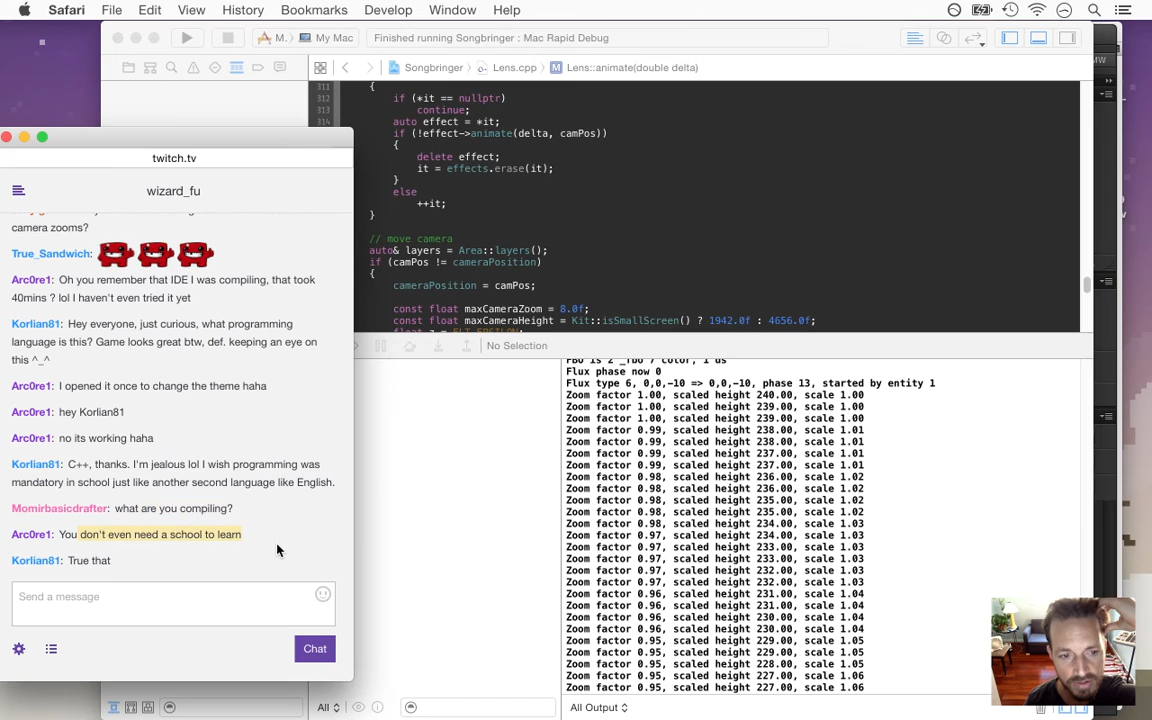 Safari File Edit View History Bookmarks Develop Window Help
M. My Mac Finished running Songbringer : Mac Rapid Debug
Songbringer Lens.cpp Lens::animate(double delta)
311 {
312 if (*it == nullptr)
313 continue;
314 auto effect = *it;
if (!effect->animate(delta, camPos))
{
delete effect;
it = effects.erase(it);
}
else
++it;
}
// move camera
auto& layers = Area::layers();
if (camPos != cameraPosition)
{
cameraPosition = camPos;
const float maxCameraZoom = 8.0f;
const float maxCameraHeight = Kit::isSmallScreen() ? 1942.0f : 4656.0f;
No Selection
twitch.tv
wizard_fu
camera zooms?
True_Sandwich:
Arc0re1: Oh you remember that IDE I was compiling, that took
40mins ? lol I haven't even tried it yet
Korlian81: Hey everyone, just curious, what programming
language is this? Game looks great btw, def. keeping an eye on
this ^_^
Arc0re1: I opened it once to change the theme haha
Arc0re1: hey Korlian81
Arc0re1: no its working haha
Korlian81: C++, thanks. I'm jealous lol I wish programming was
mandatory in school just like another second language like English.
Momirbasicdrafter: what are you compiling?
Arc0re1: You don't even need a school to learn
Korlian81: True that
Send a message
Chat
Flux phase now 0
Flux type 6, 0,0,-10 => 0,0,-10, phase 13, started by entity 1
Zoom factor 1.00, scaled height 240.00, scale 1.00
Zoom factor 1.00, scaled height 239.00, scale 1.00
Zoom factor 1.00, scaled height 239.00, scale 1.00
Zoom factor 0.99, scaled height 238.00, scale 1.01
Zoom factor 0.99, scaled height 238.00, scale 1.01
Zoom factor 0.99, scaled height 237.00, scale 1.01
Zoom factor 0.99, scaled height 237.00, scale 1.01
Zoom factor 0.98, scaled height 236.00, scale 1.02
Zoom factor 0.98, scaled height 236.00, scale 1.02
Zoom factor 0.98, scaled height 235.00, scale 1.02
Zoom factor 0.98, scaled height 235.00, scale 1.02
Zoom factor 0.98, scaled height 234.00, scale 1.03
Zoom factor 0.97, scaled height 234.00, scale 1.03
Zoom factor 0.97, scaled height 233.00, scale 1.03
Zoom factor 0.97, scaled height 233.00, scale 1.03
Zoom factor 0.97, scaled height 232.00, scale 1.03
Zoom factor 0.96, scaled height 232.00, scale 1.03
Zoom factor 0.96, scaled height 231.00, scale 1.04
Zoom factor 0.96, scaled height 231.00, scale 1.04
Zoom factor 0.96, scaled height 230.00, scale 1.04
Zoom factor 0.96, scaled height 230.00, scale 1.04
Zoom factor 0.95, scaled height 229.00, scale 1.05
Zoom factor 0.95, scaled height 229.00, scale 1.05
Zoom factor 0.95, scaled height 228.00, scale 1.05
Zoom factor 0.95, scaled height 227.00, scale 1.06
Zoom factor 0.95, scaled height 227.00, scale 1.06
All
All Output